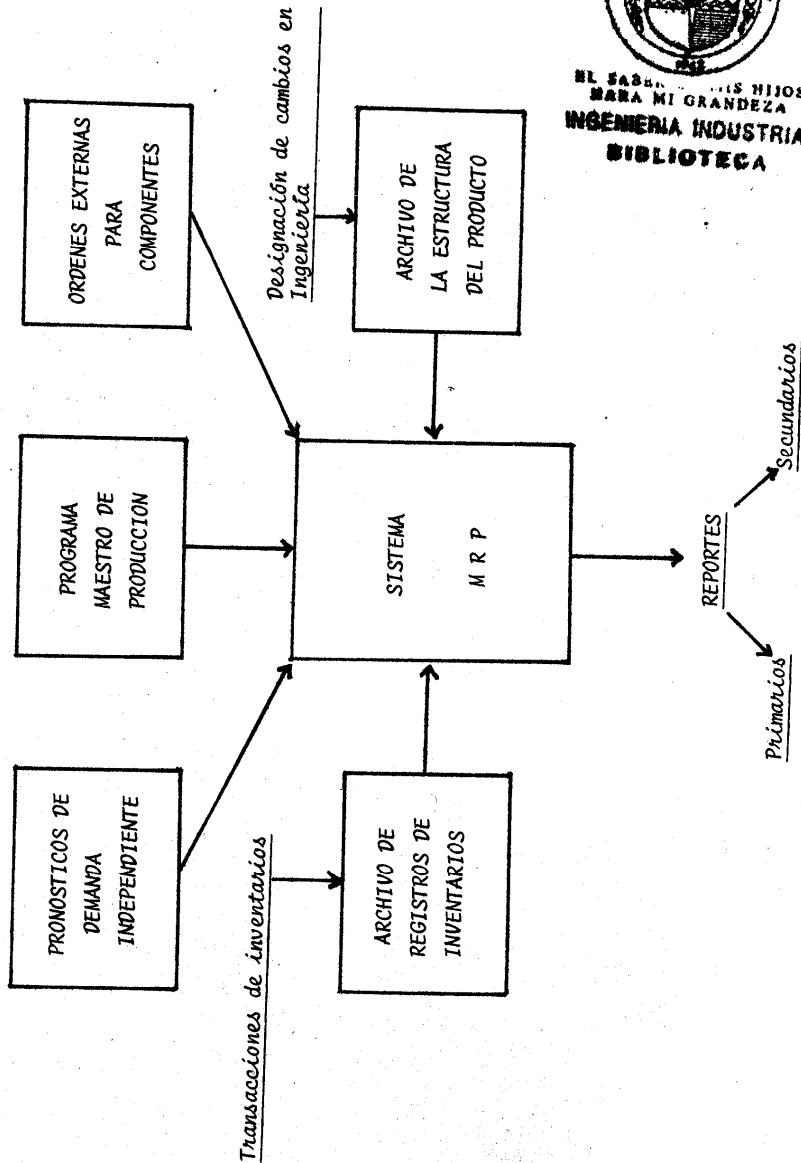 PRONOSTICOS DE
DEMANDA
INDEPENDIENTE
PROGRAMA
MAESTRO DE
PRODUCCION
ORDENES EXTERNAS
PARA
COMPONENTES
Transacciones de inventarios
Designación de cambios en
Ingeniería
ARCHIVO DE
REGISTROS DE
INVENTARIOS
SISTEMA
M R P
ARCHIVO DE
LA ESTRUCTURA
DEL PRODUCTO
REPORTES
Primarios
Secundarios
EL HIJOS
HARA MI GRANDEZA
INGENIERIA INDUSTRIA
BIBLIOTECA